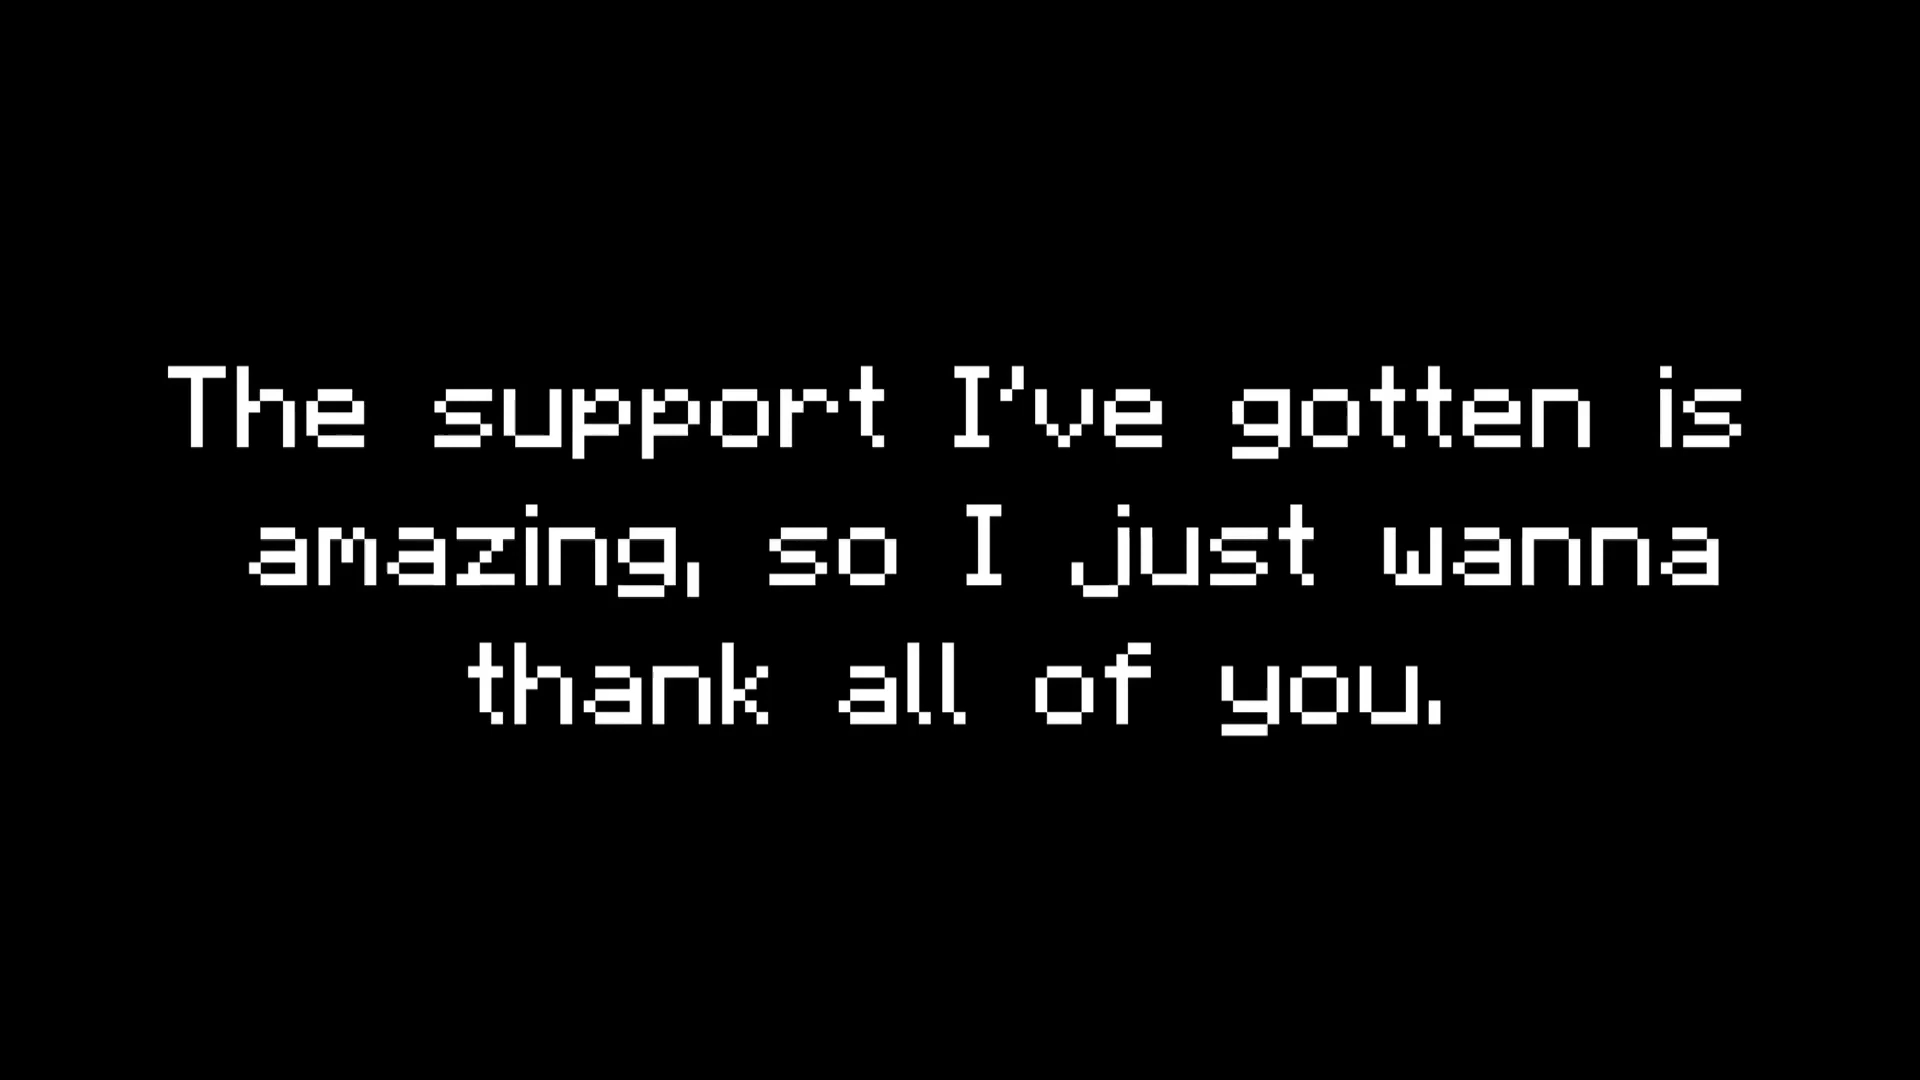 The support I've gotten is
amazing, so I just wanna
thank all of you.